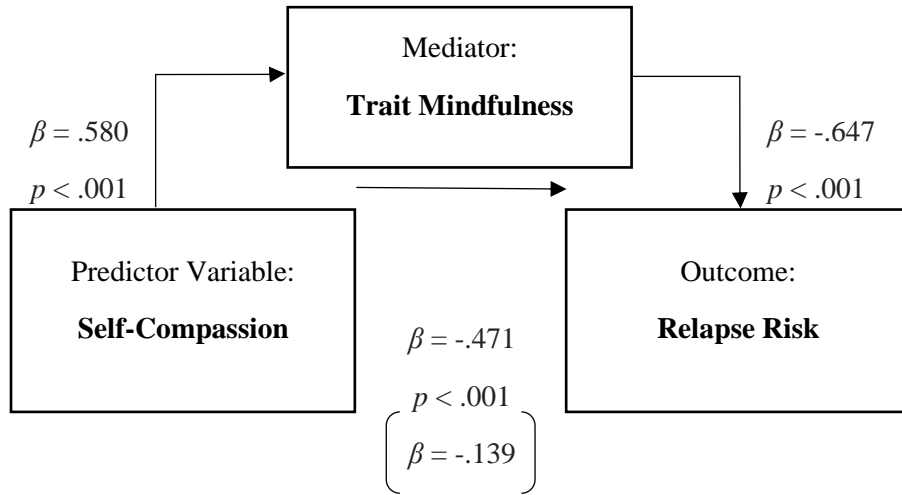 Mediator:
Trait Mindfulness
β = .580
p < .001
β = -.647
p < .001
Predictor Variable:
Self-Compassion
Outcome:
Relapse Risk
β = -.471
p < .001
β = -.139